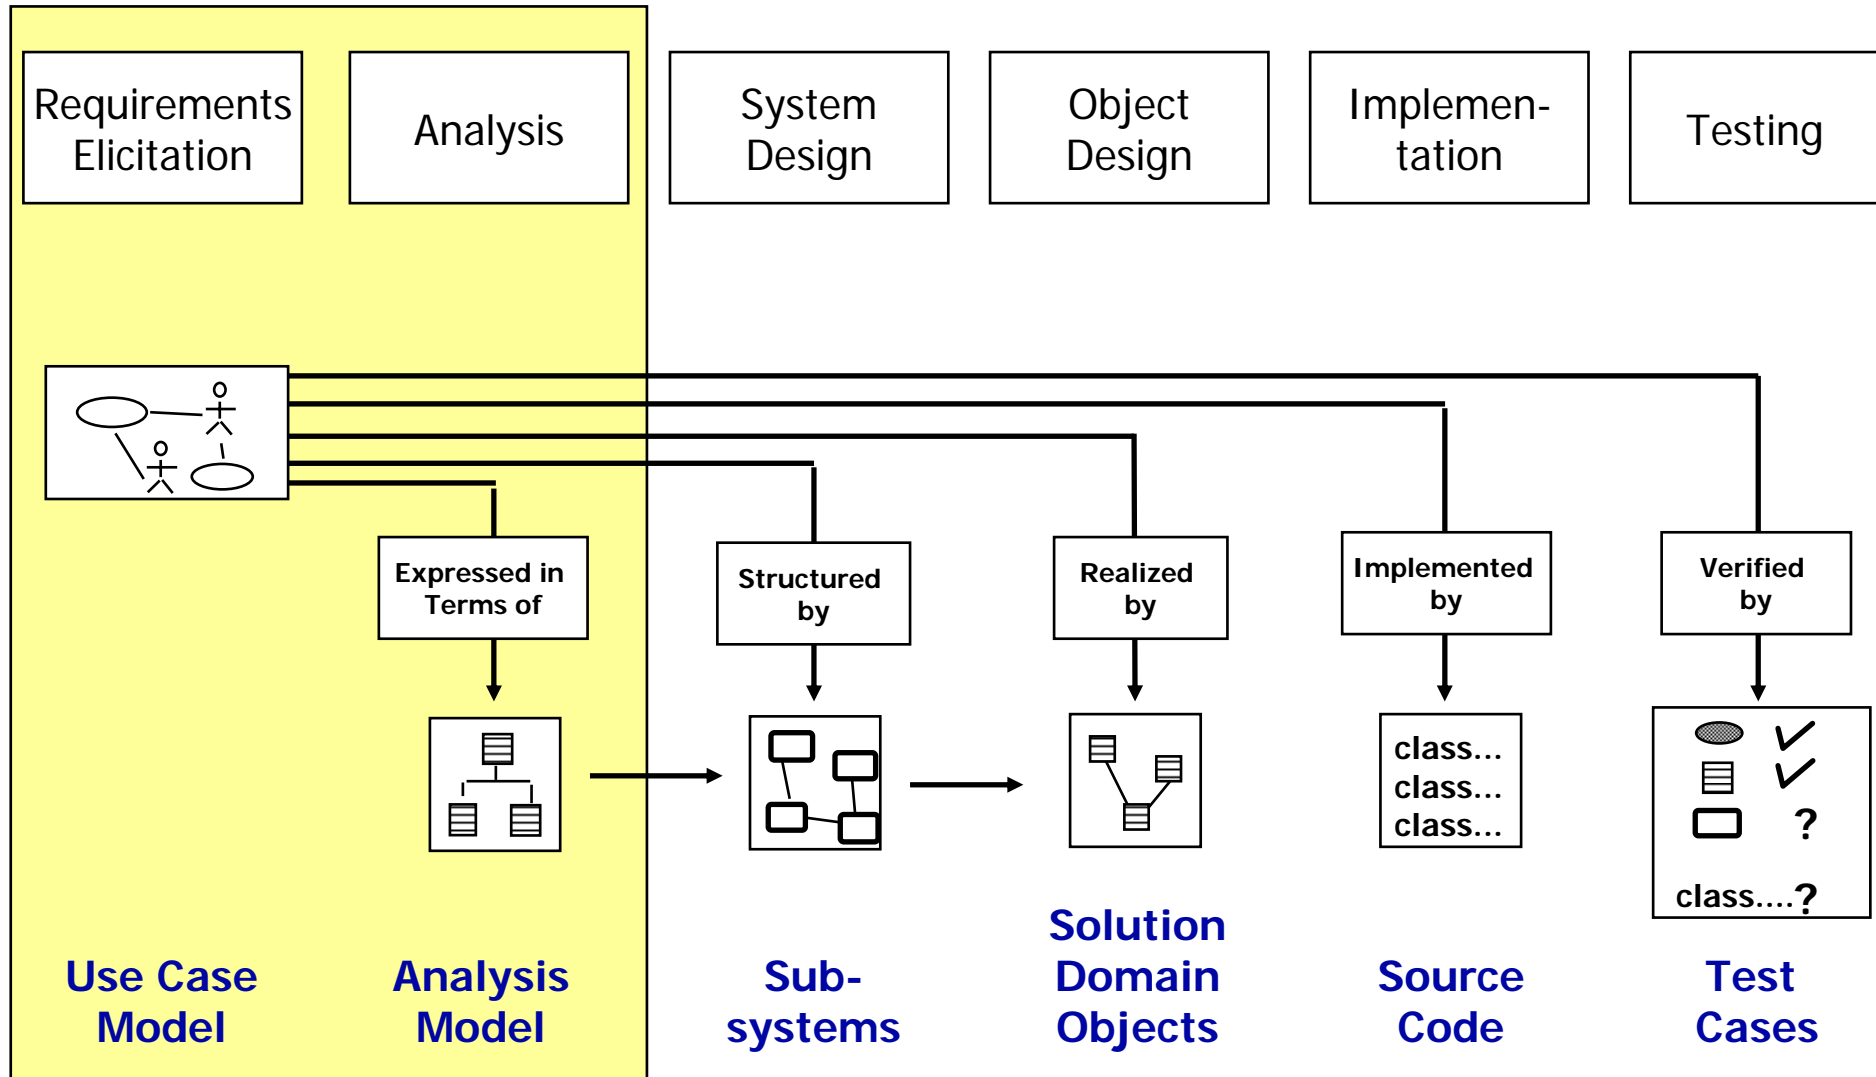 Requirements
Elicitation
Analysis
System
Design
Object
Design
Implemen-
tation
Testing
Expressed in
Terms of
Structured
by
Realized
by
Implemented
by
Verified
by
class...
class...
class...
?
class....?
Use Case
Model
Analysis
Model
Sub-
systems
Solution
Domain
Objects
Source
Code
Test
Cases